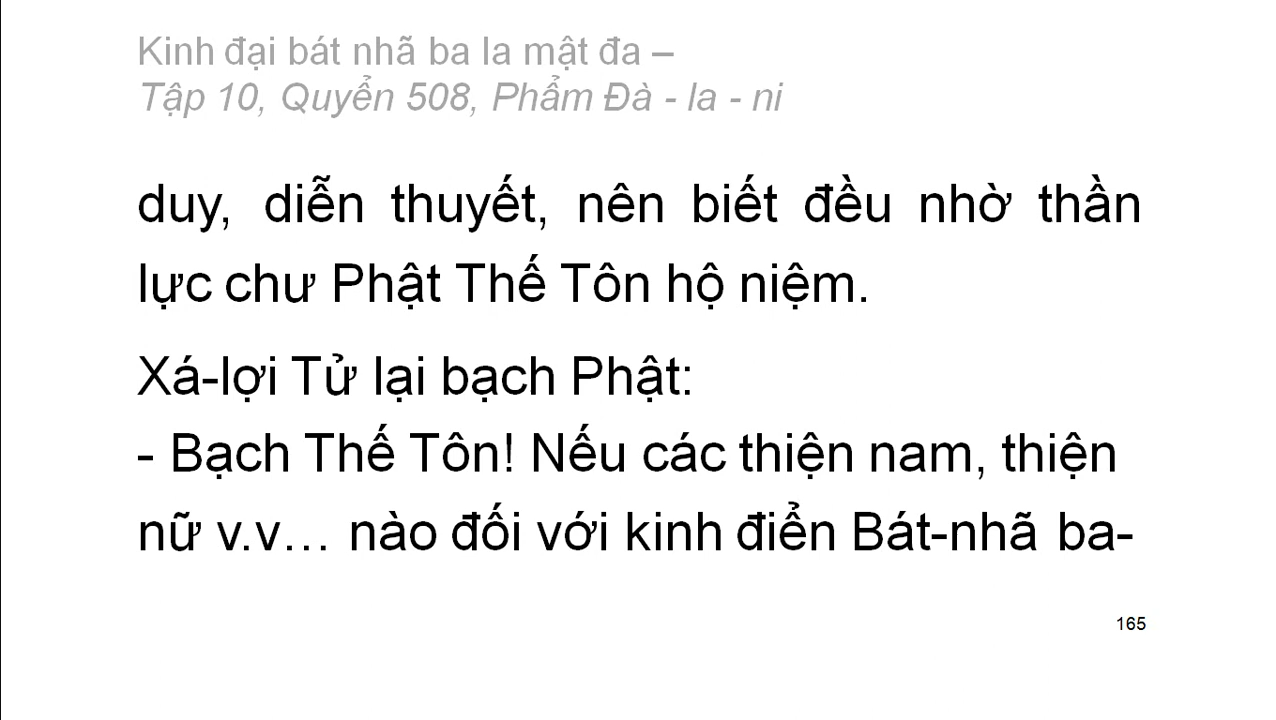 Kinh đại bát nhã ba la mật đa –
Tập 10, Quyển 508, Phẩm Đà - la - ni
duy, diễn thuyết, nên biết đều nhờ thần
lực chư Phật Thế Tôn hộ niệm.
Xá-lợi Tử lại bạch Phật:
- Bạch Thế Tôn! Nếu các thiện nam, thiện
nữ v.v… nào đối với kinh điển Bát-nhã ba-
165